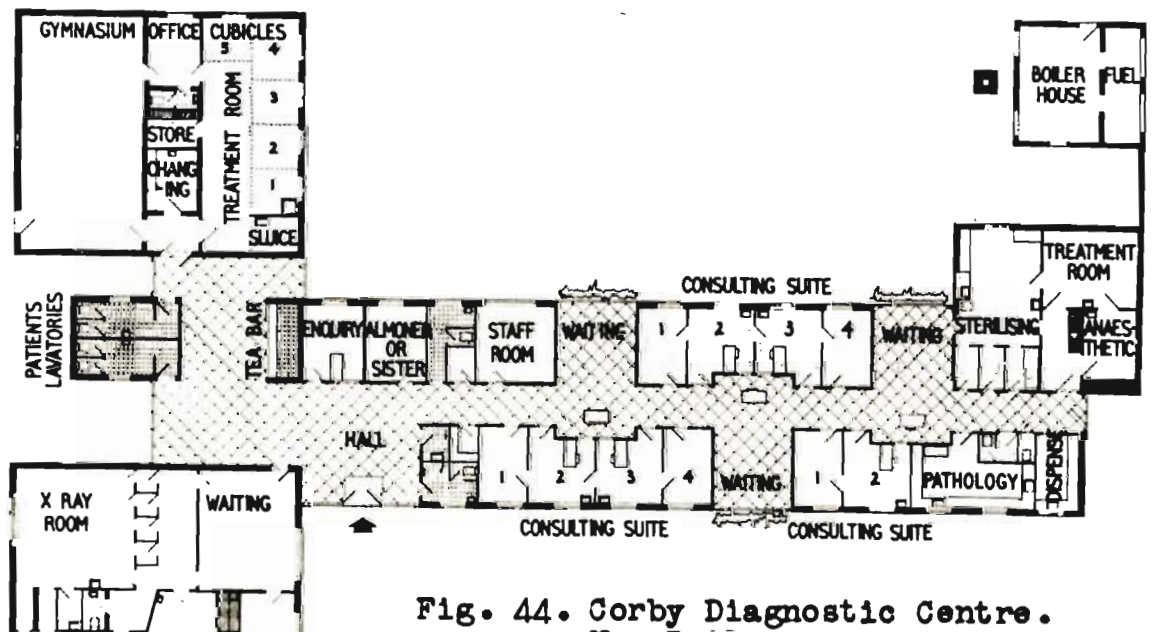 GYMNASIUM
OFFICE
CUBICLES
5
4
3
2
1
TREATMENT ROOM
STORE
CHANG
ING
SLUICE
BOILER
HOUSE
FUEL
PATIENTS
LAVATORIES
TEA BAR
ENQUIRY
ALMONER
OR
SISTER
STAFF
ROOM
WAITING
CONSULTING SUITE
1
2
3
4
WAITING
STERILISING
TREATMENT
ROOM
ANAES-
THETIC
HALL
1
2
3
4
CONSULTING SUITE
WAITING
1
2
CONSULTING SUITE
PATHOLOGY
X RAY
ROOM
WAITING
Fig. 44. Corby Diagnostic Centre.